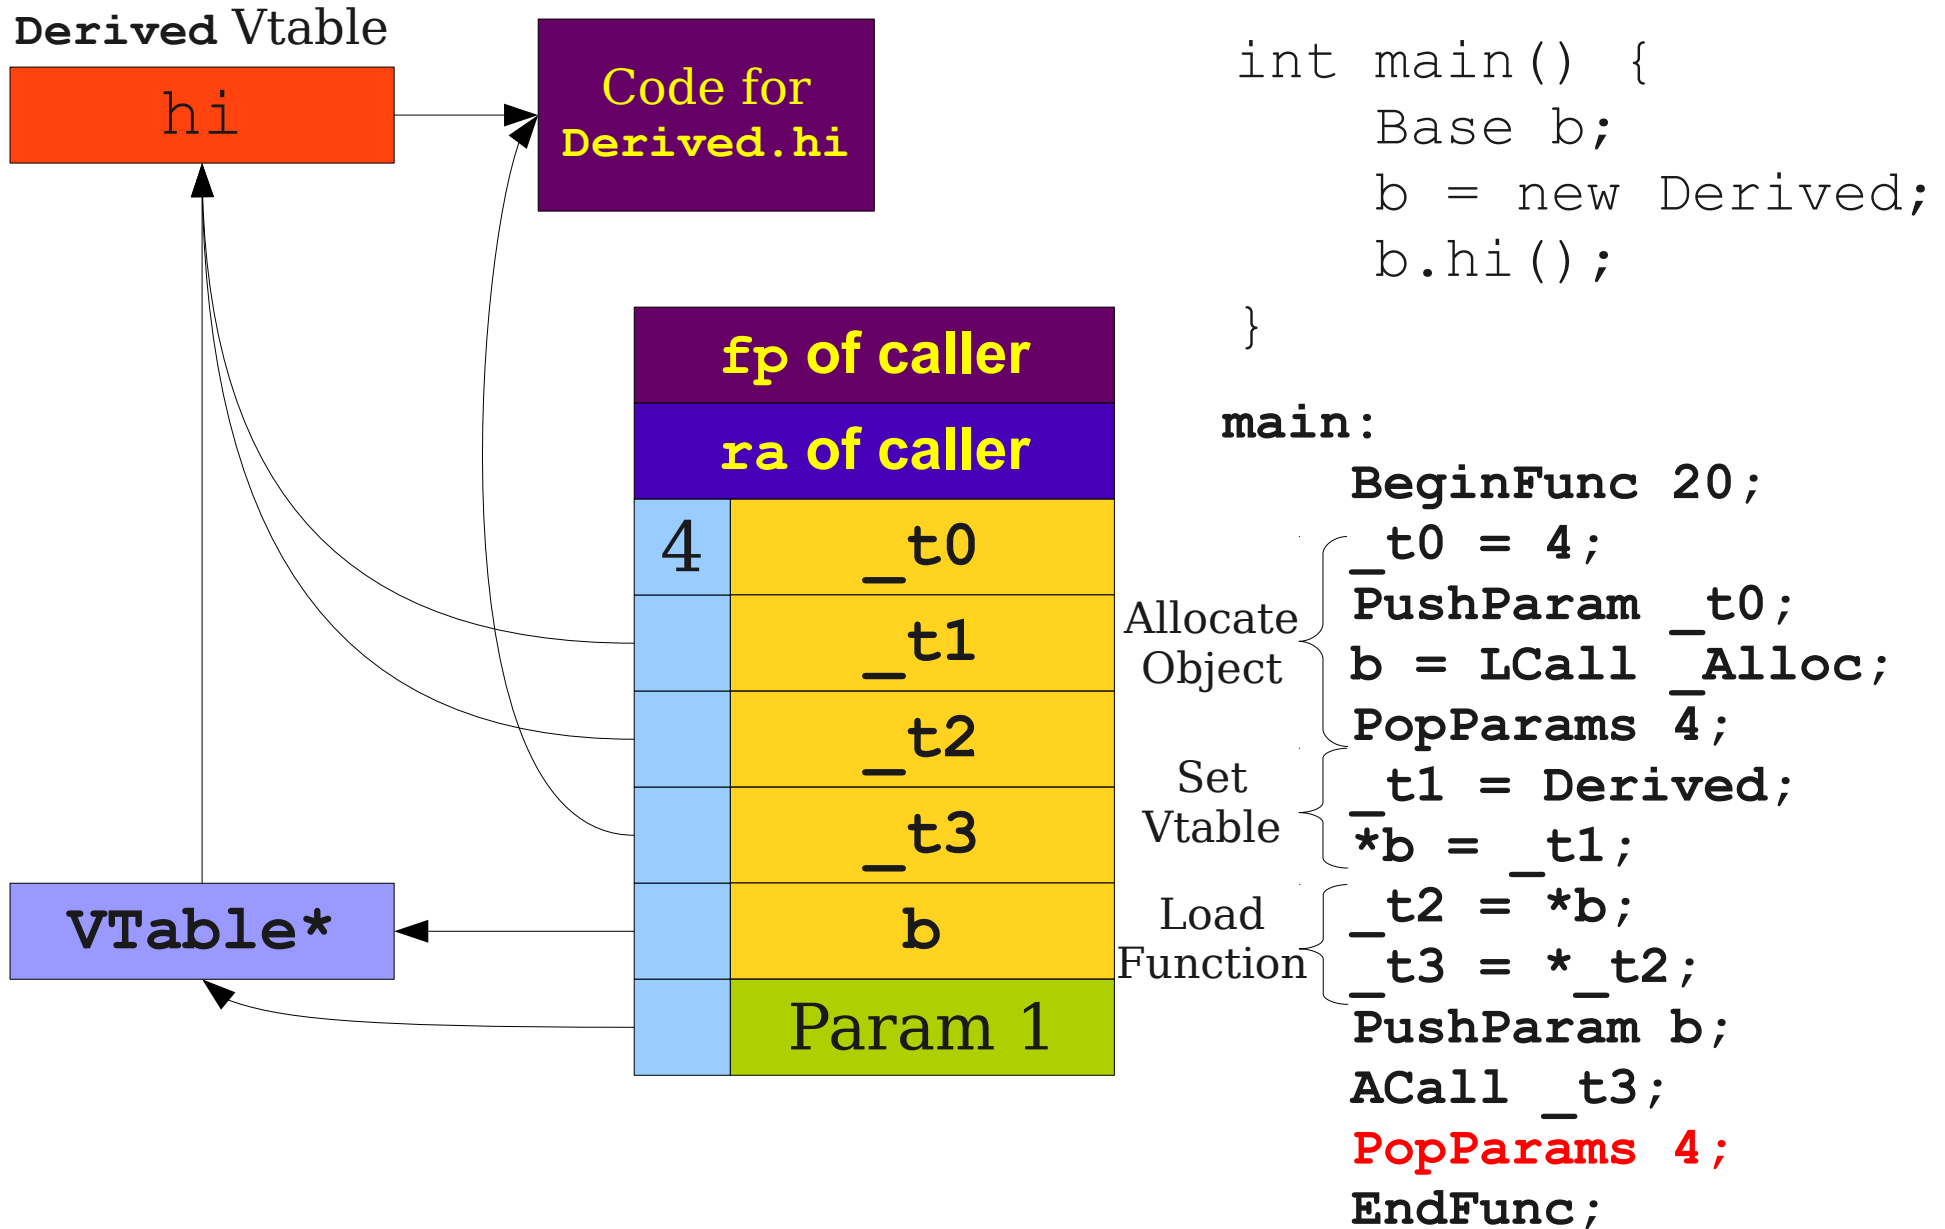 Derived Vtable
hi
Code for
Derived.hi
int main() {
Base b;
b = new Derived;
b.hi();
}
fp of caller
ra of caller
4 _t0
_t1
_t2
_t3
VTable*
b
Param 1
Allocate
Object
Set
Vtable
Load
Function
main:
BeginFunc 20;
_t0 = 4;
PushParam _t0;
b = LCall _Alloc;
PopParams 4;
_t1 = Derived;
*b = _t1;
_t2 = *b;
_t3 = *_t2;
PushParam b;
ACall _t3;
PopParams 4;
EndFunc;